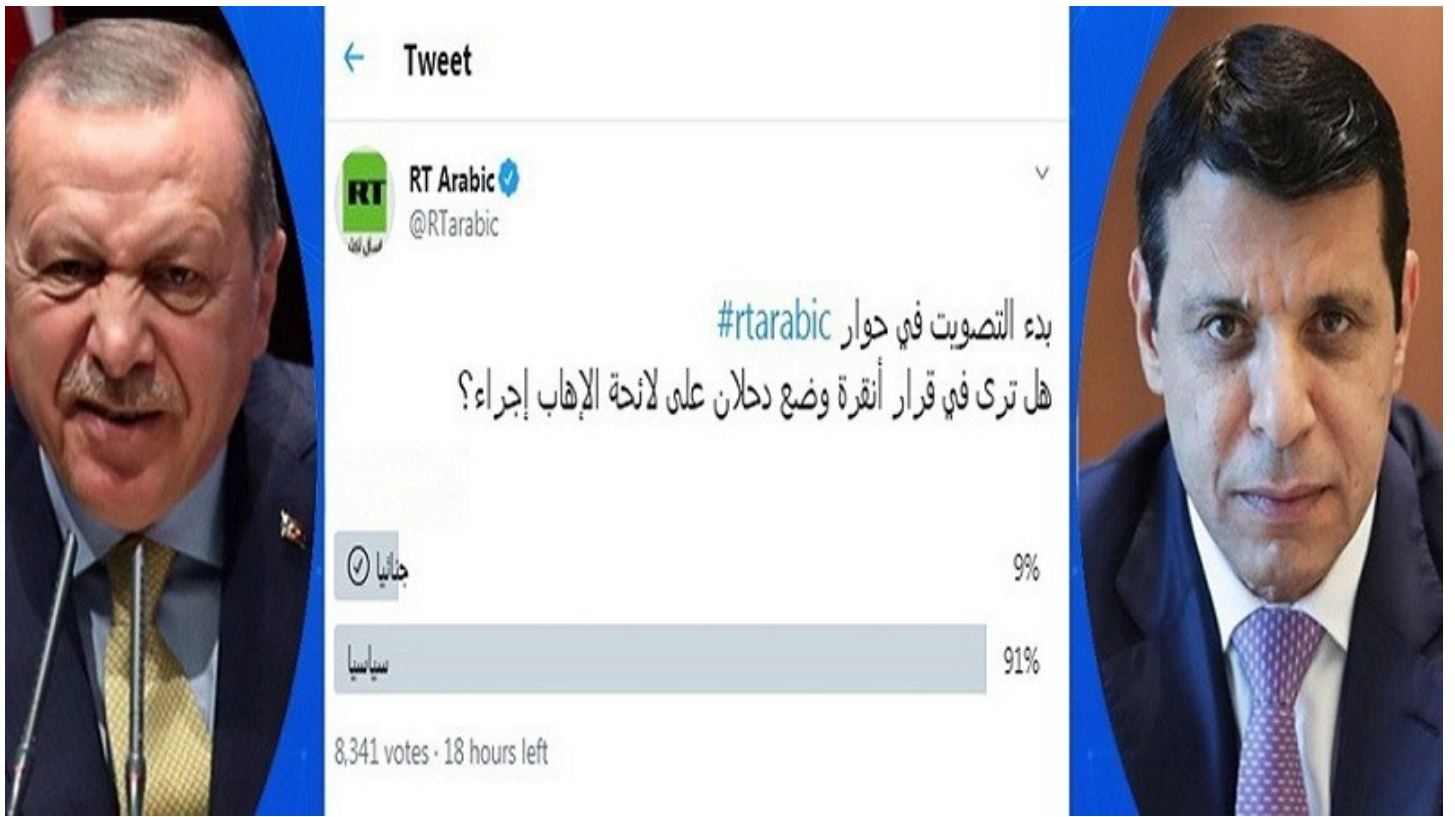 Tweet
RT
RT Arabic
@RTarabic
بدء التصويت في حوار #rtarabic
هل ترى في قرار أنقرة وضع دحلان على لائحة الإهاب إجراء؟
جنائيا
9%
سياسيا
91%
8,341 votes · 18 hours left